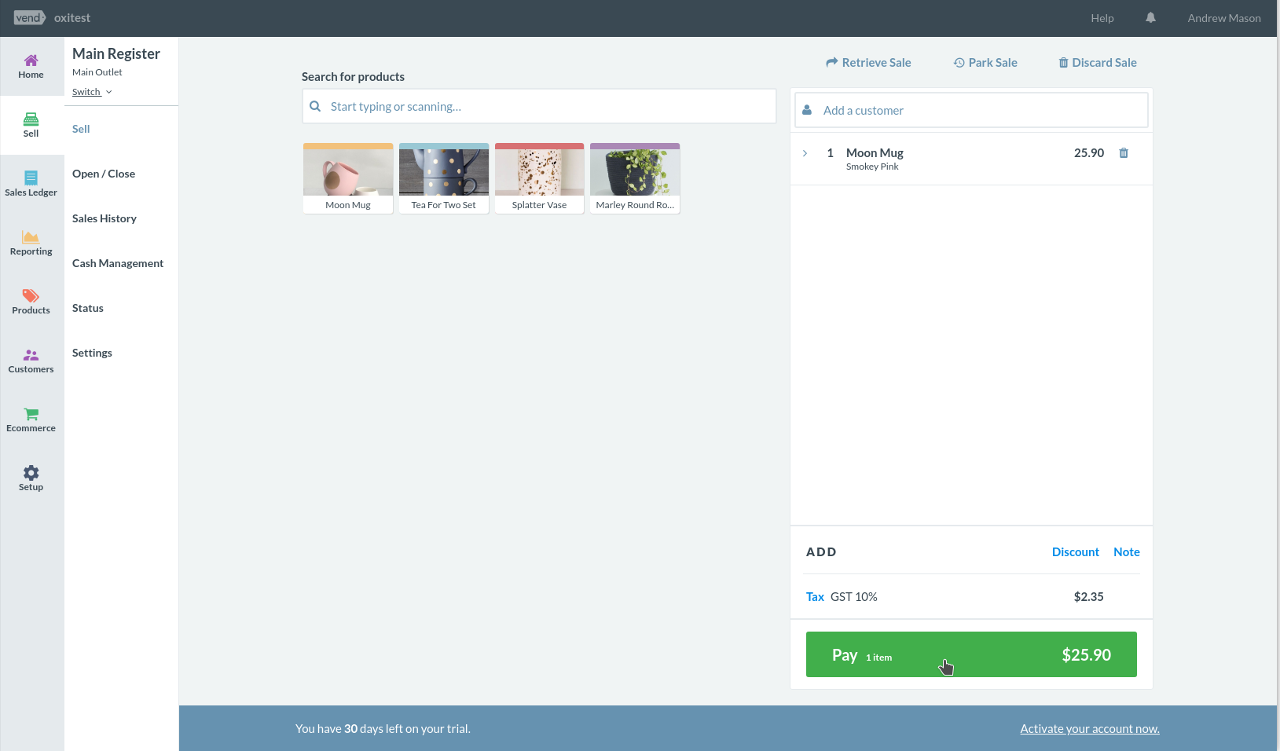 vend oxitest
Help Andrew Mason
Home
Sell
Sales Ledger
Reporting
Products
Customers
Ecommerce
Setup
Main Register
Main Outlet
Switch
Sell
Open / Close
Sales History
Cash Management
Status
Settings
Search for products
Start typing or scanning...
Moon Mug
Tea For Two Set
Splatter Vase
Marley Round Ro...
Retrieve Sale Park Sale Discard Sale
Add a customer
1 Moon Mug 25.90
Smokey Pink
ADD Discount Note
Tax GST 10% $2.35
Pay 1 item $25.90
You have 30 days left on your trial. Activate your account now.